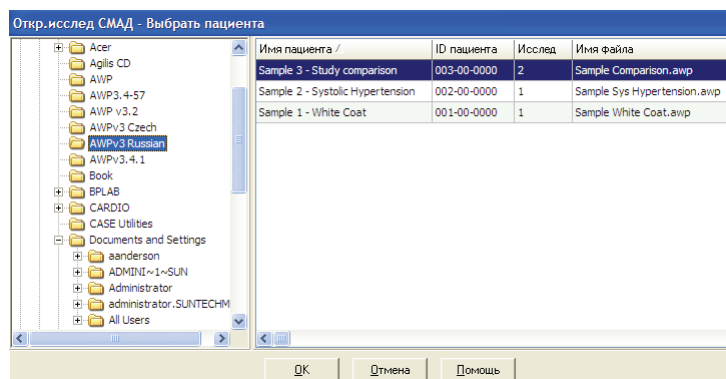 Откр.исслед СМАД - Выбрать пациента
Acer
Agilis CD
AWP
AWP3.4-57
AWP v3.2
AWPv3 Czech
AWPv3 Russian
AWPv3.4.1
Book
BPLAB
CARDIO
CASE Utilities
Documents and Settings
aanderson
ADMINI~1~SUN
Administrator
administrator.SUNTECHM
All Users
Имя пациента / ID пациента Исслед Имя файла
Sample 3 - Study comparison 003-00-0000 2 Sample Comparison.awp
Sample 2 - Systolic Hypertension 002-00-0000 1 Sample Sys Hypertension.awp
Sample 1 - White Coat 001-00-0000 1 Sample White Coat.awp
OK Отмена Помощь